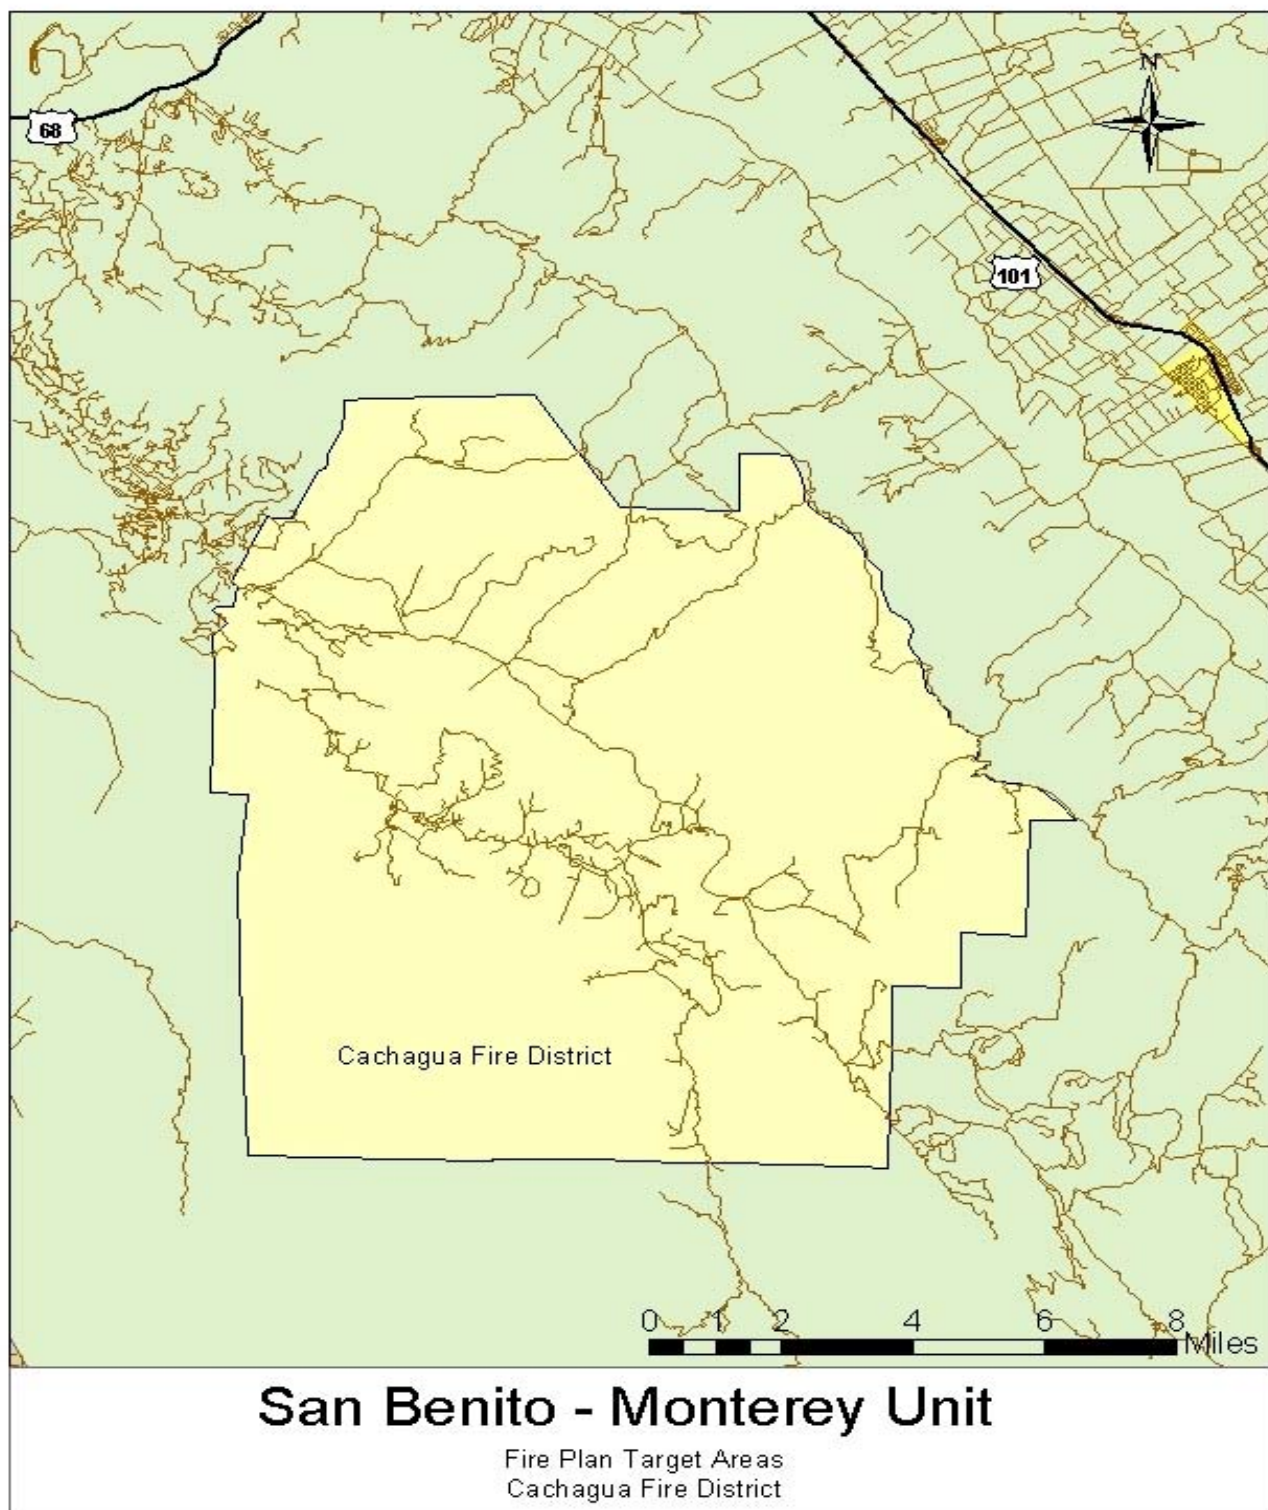 N
68
101
Cachagua Fire District
0 1 2 4 6 8
Miles
San Benito - Monterey Unit
Fire Plan Target Areas
Cachagua Fire District